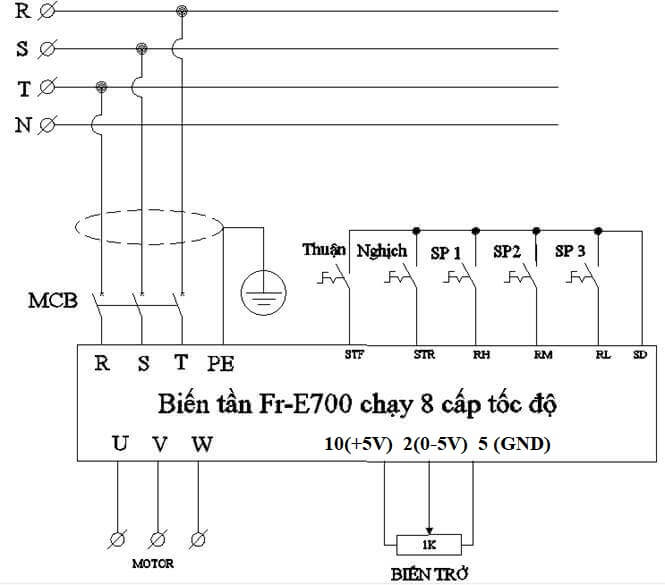 R
S
T
N
Thuận Nghịch SP 1 SP2 SP 3
MCB
R S T PE STF STR RH RM RL SD
Biến tần Fr-E700 chạy 8 cấp tốc độ
U V W 10(+5V) 2(0-5V) 5 (GND)
1K
MOTOR
BIẾN TRỞ